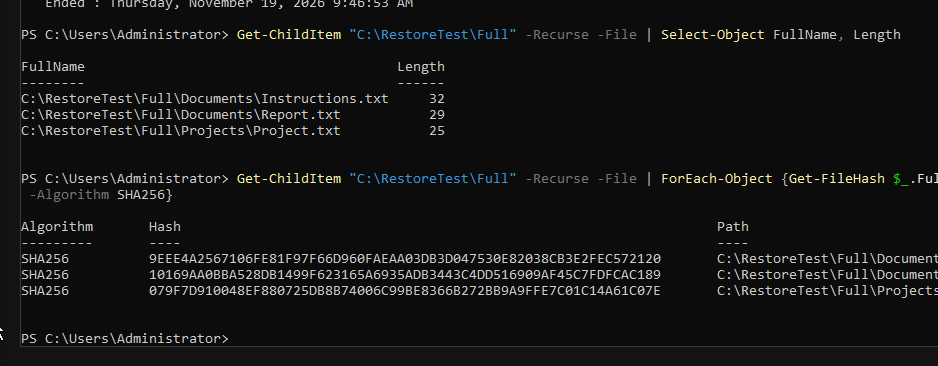 Ended : Thursday, November 19, 2026 9:46:53 AM
PS C:\Users\Administrator> Get-ChildItem "C:\RestoreTest\Full" -Recurse -File | Select-Object FullName, Length
FullName Length
-------- ------
C:\RestoreTest\Full\Documents\Instructions.txt 32
C:\RestoreTest\Full\Documents\Report.txt 29
C:\RestoreTest\Full\Projects\Project.txt 25
PS C:\Users\Administrator> Get-ChildItem "C:\RestoreTest\Full" -Recurse -File | ForEach-Object {Get-FileHash $_.Ful
-Algorithm SHA256}
Algorithm Hash Path
--------- ---- ----
SHA256 9EEE4A2567106FE81F97F66D960FAEAA03DB3D047530E82038CB3E2FEC572120 C:\RestoreTest\Full\Document
SHA256 10169AA0BBA528DB1499F623165A6935ADB3443C4DD516909AF45C7FDFCAC189 C:\RestoreTest\Full\Document
SHA256 079F7D910048EF880725DB8B74006C99BE8366B272BB9A9FFE7C01C14A61C07E C:\RestoreTest\Full\Projects
PS C:\Users\Administrator>